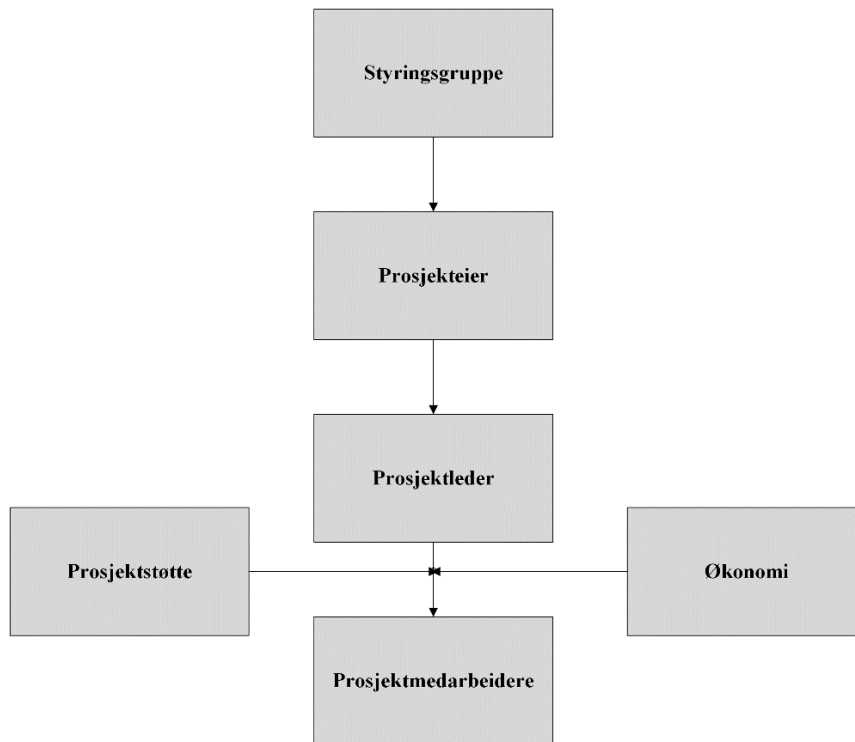 Styringsgruppe
Prosjekteier
Prosjektleder
Prosjektstøtte
Økonomi
Prosjektmedarbeidere